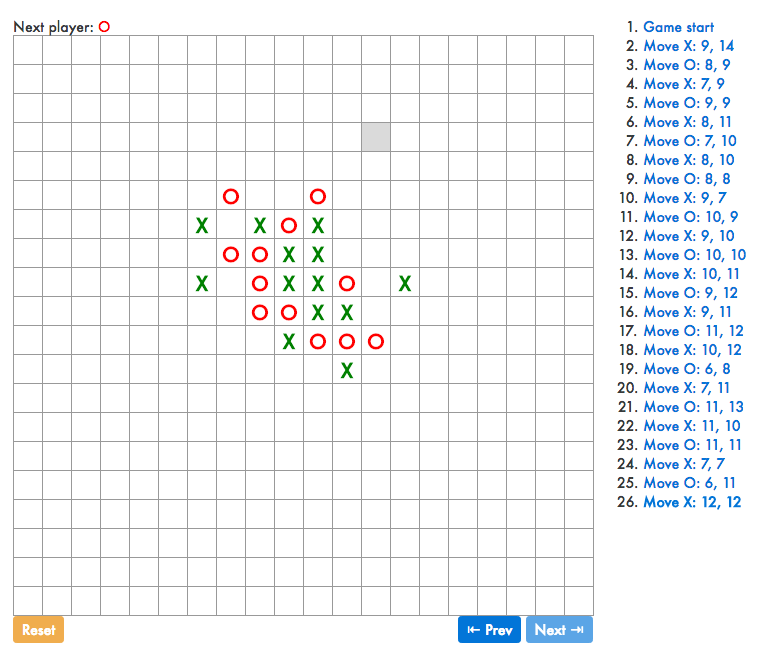 Next player: O
O O
X X O X
O O X X
X O X X O X
O O X X
X O O O
X
1. Game start
2. Move X: 9, 14
3. Move O: 8, 9
4. Move X: 7, 9
5. Move O: 9, 9
6. Move X: 8, 11
7. Move O: 7, 10
8. Move X: 8, 10
9. Move O: 8, 8
10. Move X: 9, 7
11. Move O: 10, 9
12. Move X: 9, 10
13. Move O: 10, 10
14. Move X: 10, 11
15. Move O: 9, 12
16. Move X: 9, 11
17. Move O: 11, 12
18. Move X: 10, 12
19. Move O: 6, 8
20. Move X: 7, 11
21. Move O: 11, 13
22. Move X: 11, 10
23. Move O: 11, 11
24. Move X: 7, 7
25. Move O: 6, 11
26. Move X: 12, 12
Reset
⇤ Prev
Next ⇥